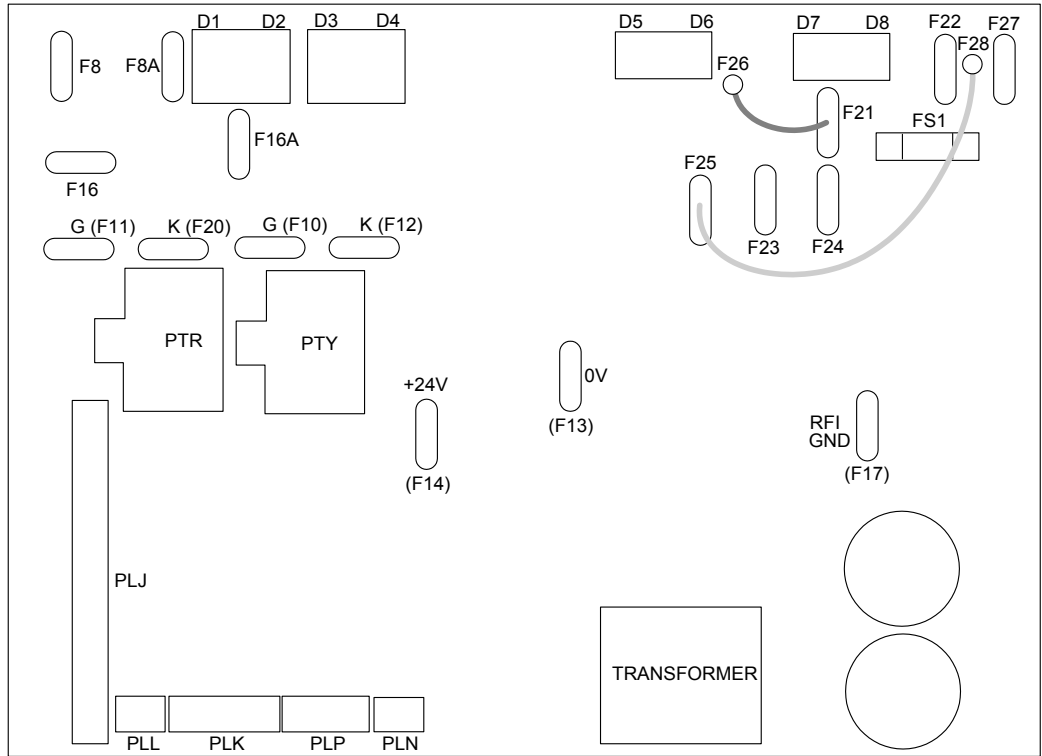 D1
D2
D3
D4
D5
D6
D7
D8
F22
F28
F27
F8
F8A
F26
F21
FS1
F16A
F25
F16
G (F11)
K (F20)
G (F10)
K (F12)
F23
F24
PTR
PTY
+24V
0V
(F13)
RFI
GND
(F14)
(F17)
PLJ
TRANSFORMER
PLL
PLK
PLP
PLN